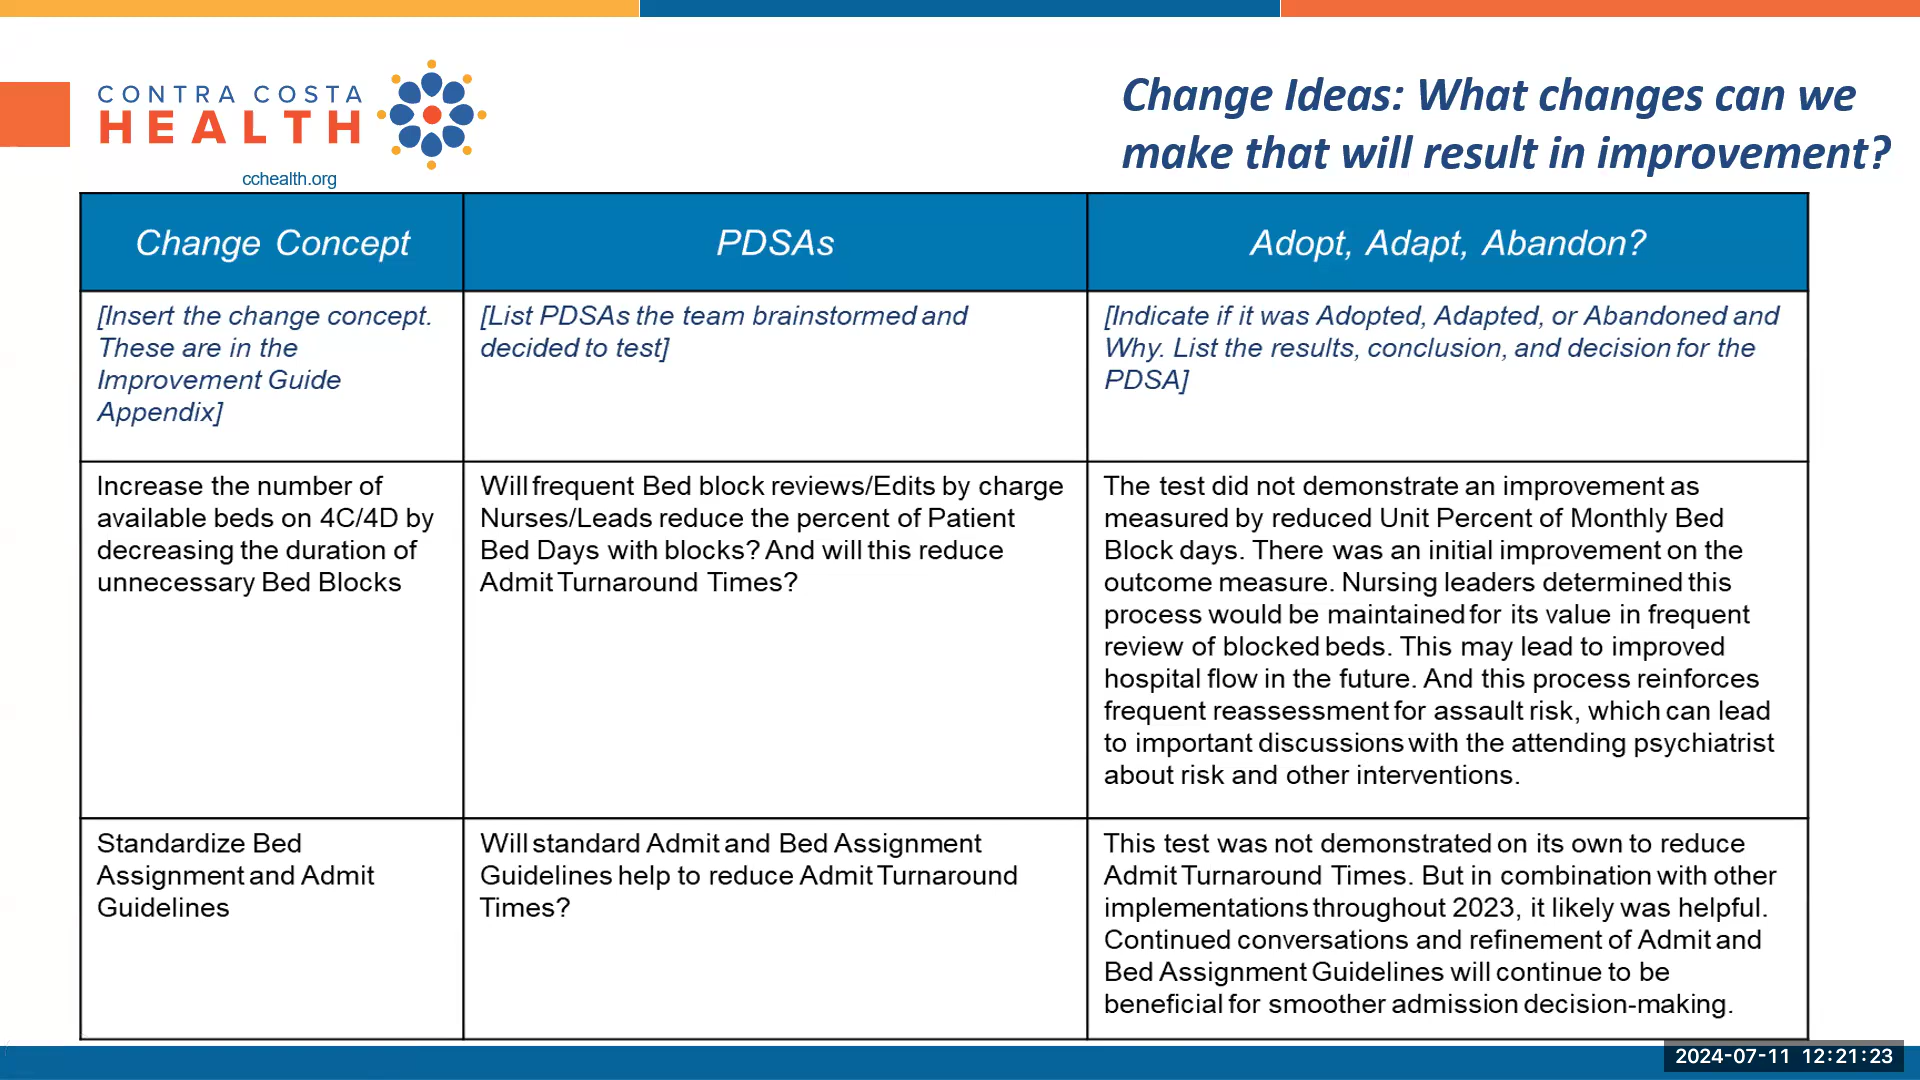 CONTRA COSTA
HEALTH
cchealth.org
Change Ideas: What changes can we
make that will result in improvement?
Change Concept
PDSAs
Adopt, Adapt, Abandon?
[Insert the change concept.
These are in the
Improvement Guide
Appendix]
[List PDSAs the team brainstormed and
decided to test]
[Indicate if it was Adopted, Adapted, or Abandoned and
Why. List the results, conclusion, and decision for the
PDSA]
Increase the number of
available beds on 4C/4D by
decreasing the duration of
unnecessary Bed Blocks
Will frequent Bed block reviews/Edits by charge
Nurses/Leads reduce the percent of Patient
Bed Days with blocks? And will this reduce
Admit Turnaround Times?
The test did not demonstrate an improvement as
measured by reduced Unit Percent of Monthly Bed
Block days. There was an initial improvement on the
outcome measure. Nursing leaders determined this
process would be maintained for its value in frequent
review of blocked beds. This may lead to improved
hospital flow in the future. And this process reinforces
frequent reassessment for assault risk, which can lead
to important discussions with the attending psychiatrist
about risk and other interventions.
Standardize Bed
Assignment and Admit
Guidelines
Will standard Admit and Bed Assignment
Guidelines help to reduce Admit Turnaround
Times?
This test was not demonstrated on its own to reduce
Admit Turnaround Times. But in combination with other
implementations throughout 2023, it likely was helpful.
Continued conversations and refinement of Admit and
Bed Assignment Guidelines will continue to be
beneficial for smoother admission decision-making.
2024-07-11 12:21:23